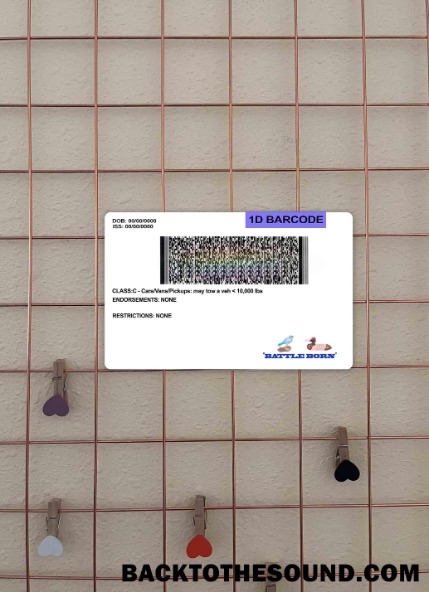 DOB: 00/00/0000
1D BARCODE
ISS: 00/00/0000
CLASS:C - Cars/Vans/Pickups: may tow a veh < 10,000 lbs
ENDORSEMENTS: NONE
RESTRICTIONS: NONE
"BATTLE BORN"
BACKTOTHESOUND.COM